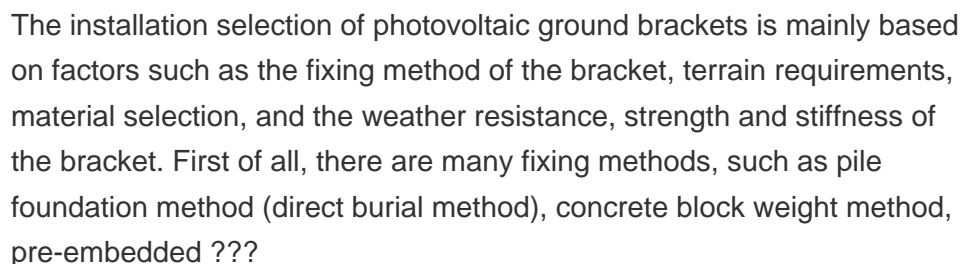 The installation selection of photovoltaic ground brackets is mainly based
on factors such as the fixing method of the bracket, terrain requirements,
material selection, and the weather resistance, strength and stiffness of
the bracket. First of all, there are many fixing methods, such as pile
foundation method (direct burial method), concrete block weight method,
pre-embedded ???